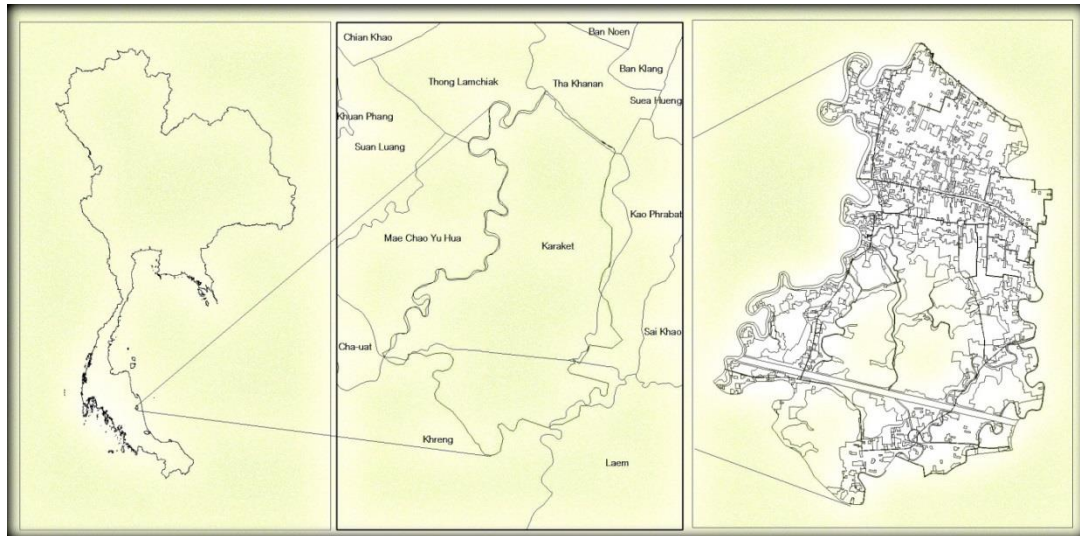 Chian Khao
Ban Noen
Ban Klang
Thong Lamchiak
Tha Khanan
Suea Hueng
Khuan Phang
Suan Luang
Kao Phrabat
Mae Chao Yu Hua
Karaket
Sai Khao
Cha-uat
Khreng
Laem